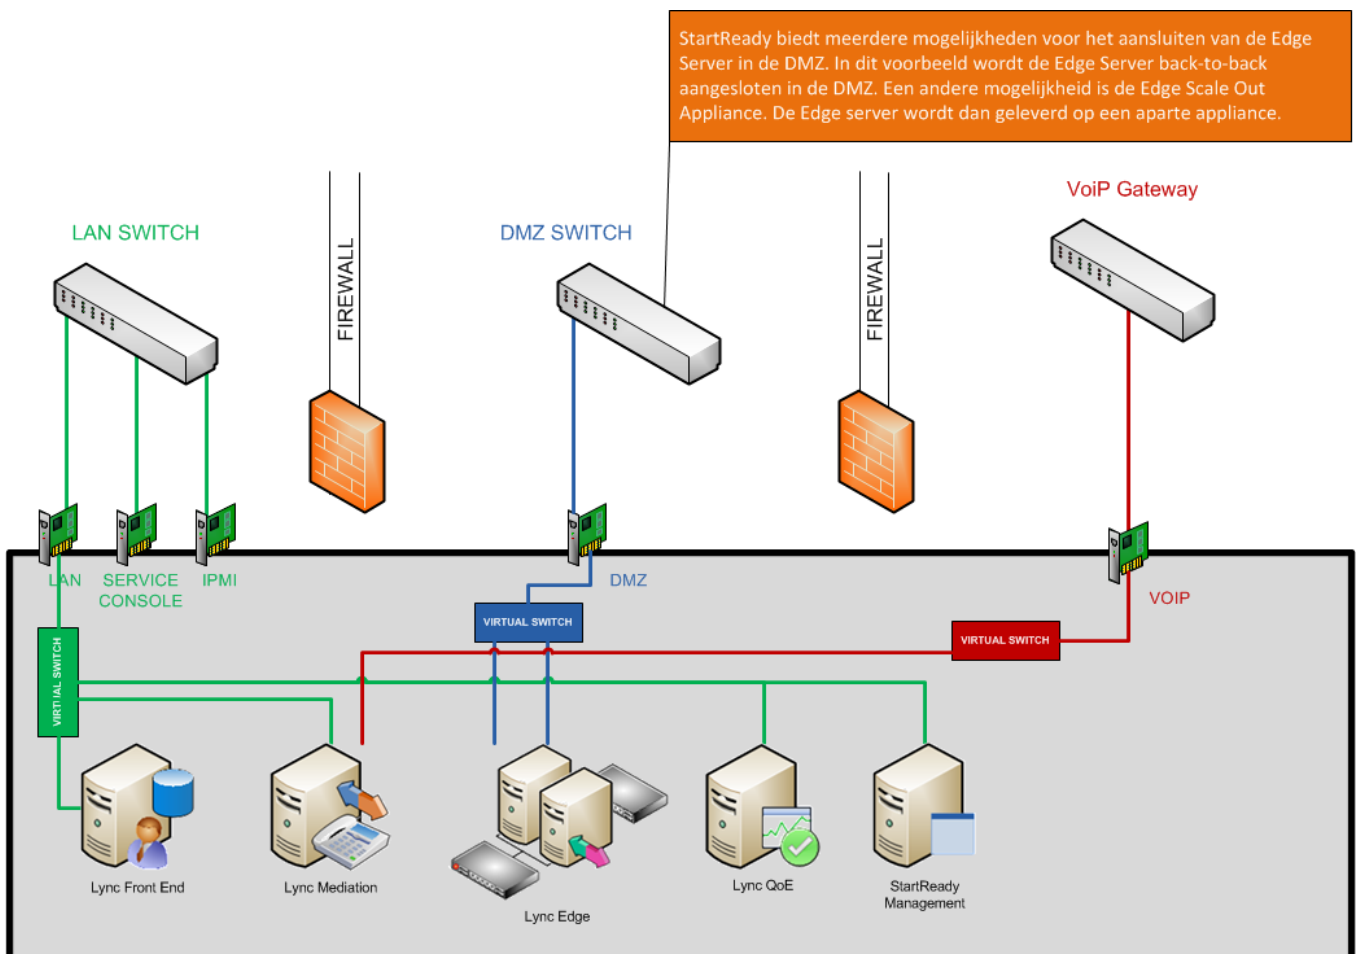 StartReady biedt meerdere mogelijkheden voor het aansluiten van de Edge
Server in de DMZ. In dit voorbeeld wordt de Edge Server back-to-back
aangesloten in de DMZ. Een andere mogelijkheid is de Edge Scale Out
Appliance. De Edge server wordt dan geleverd op een aparte appliance.
VoiP Gateway
LAN SWITCH
DMZ SWITCH
FIREWALL
FIREWALL
LAN
SERVICE
CONSOLE
IPMI
DMZ
VOIP
VIRTUAL SWITCH
VIRTUAL SWITCH
VIRTUAL SWITCH
Lync Front End
Lync Mediation
Lync Edge
Lync QoE
StartReady
Management